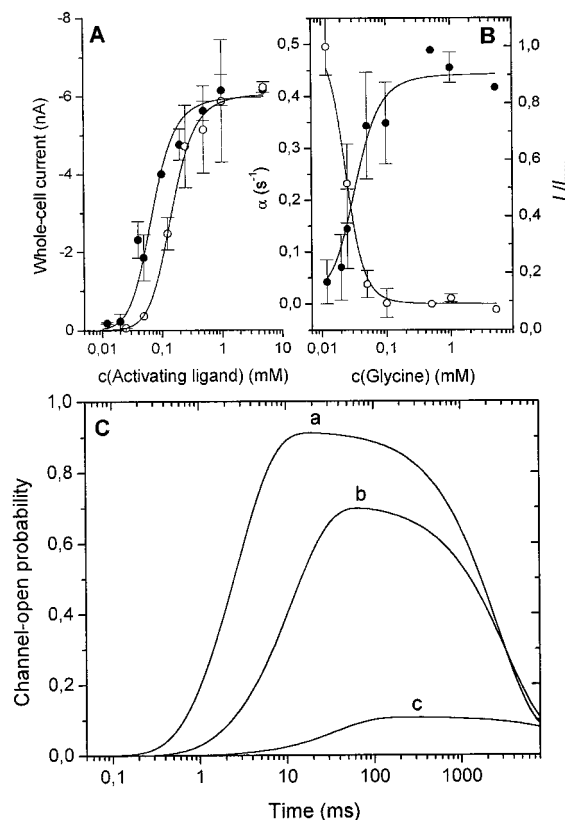 A
Whole-cell current (nA)
-8
-6
-4
-2
0
0,01 0,1 1 10
c(Activating ligand) (mM)
B
α (s⁻¹)
0,5
0,4
0,3
0,2
0,1
0,0
0,01 0,1 1
c(Glycine) (mM)
1,0
0,8
0,6
0,4
0,2
0,0
C
Channel-open probability
1,0
0,8
0,6
0,4
0,2
0,0
a
b
c
0,1 1 10 100 1000
Time (ms)